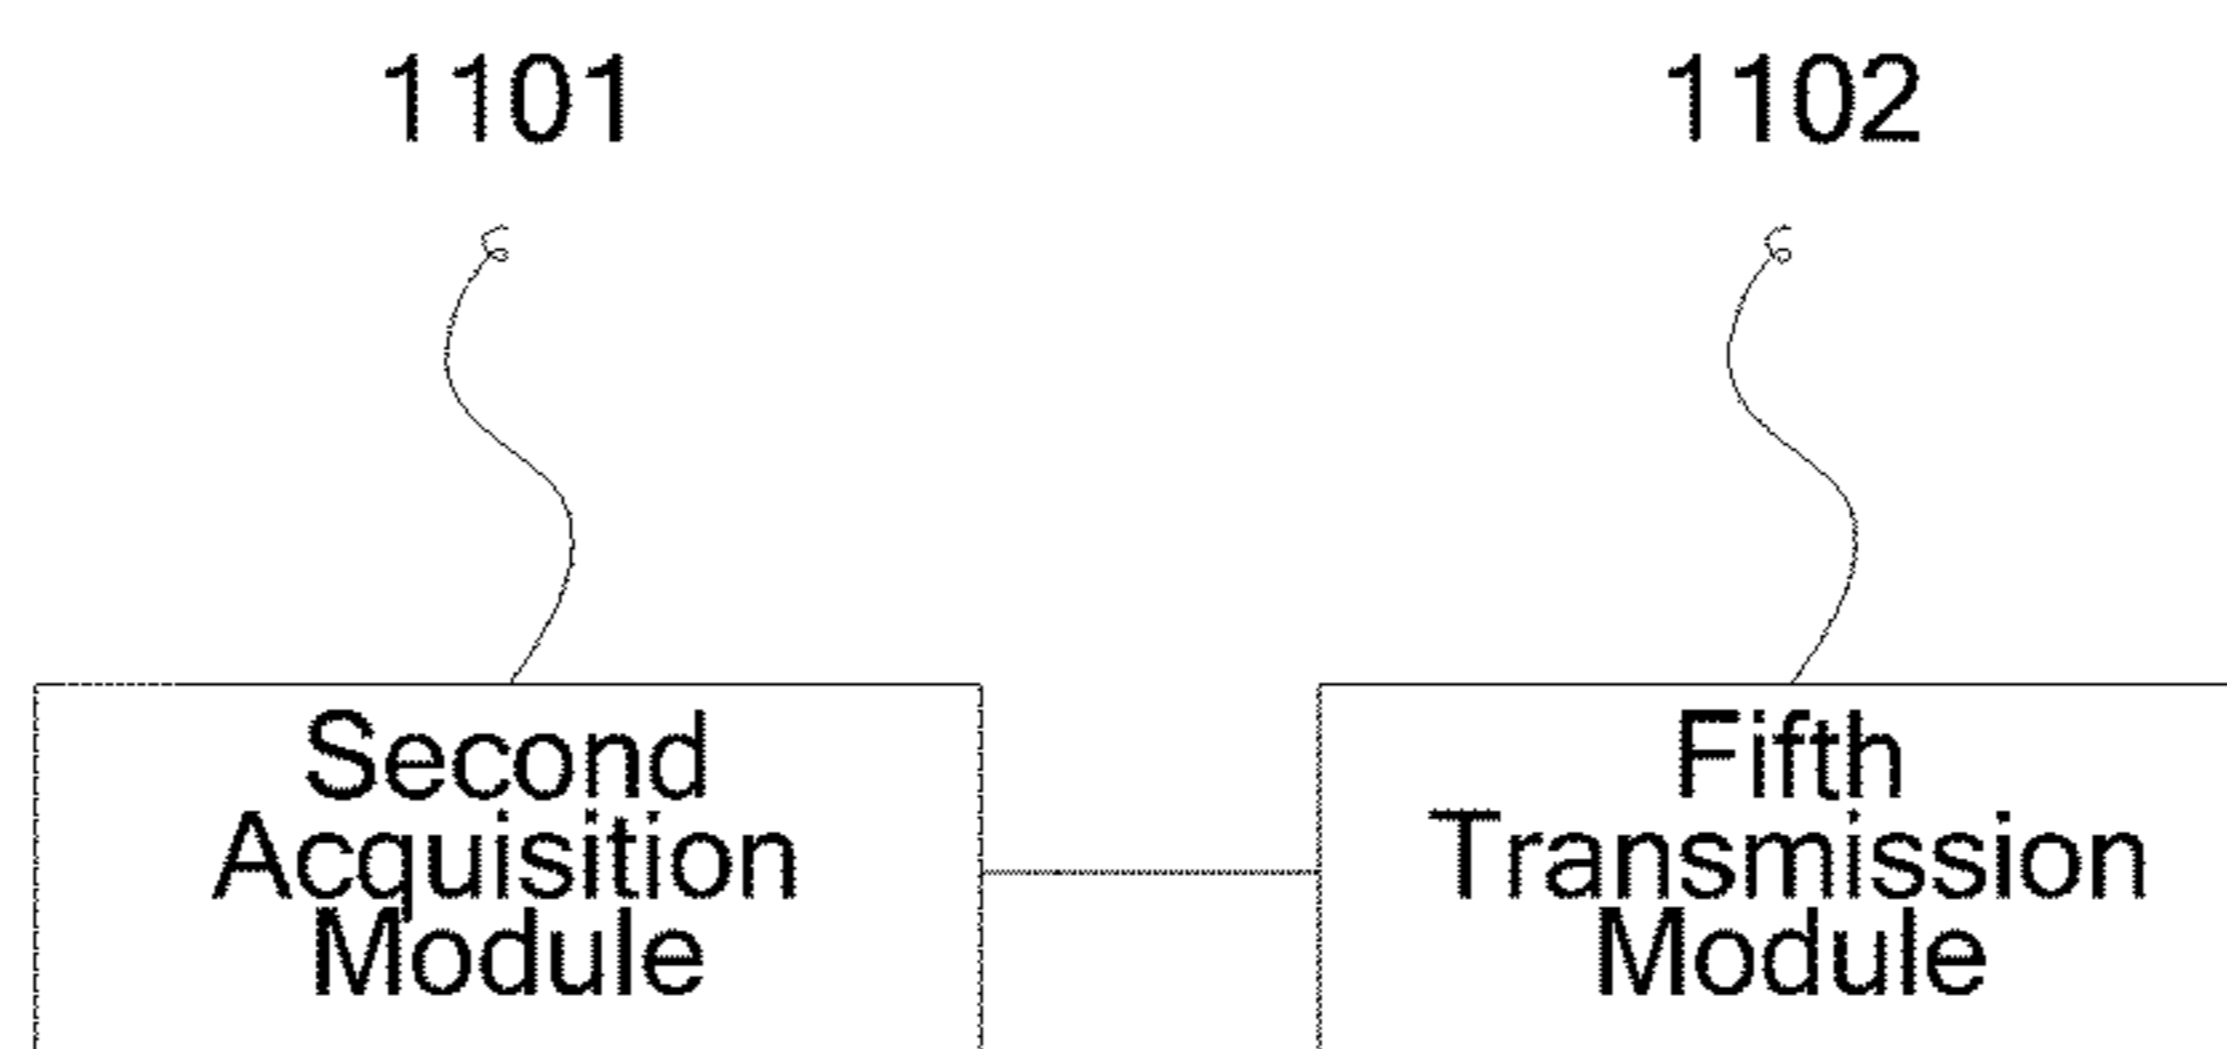 1101
1102
Second
Acquisition
Module
Fifth
Transmission
Module